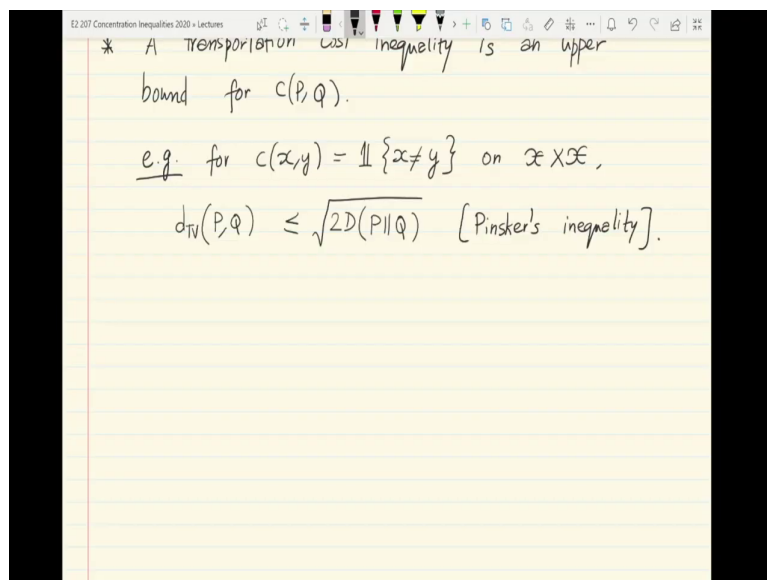 E2 207 Concentration Inequalities 2020 » Lectures
* A transportation cost inequality is an upper
bound for C(P,Q).
e.g. for c(x,y) = 𝟙{x≠y} on 𝒳×𝒳,
d_TV(P,Q) ≤ √(2D(P||Q)) [Pinsker's inequality].